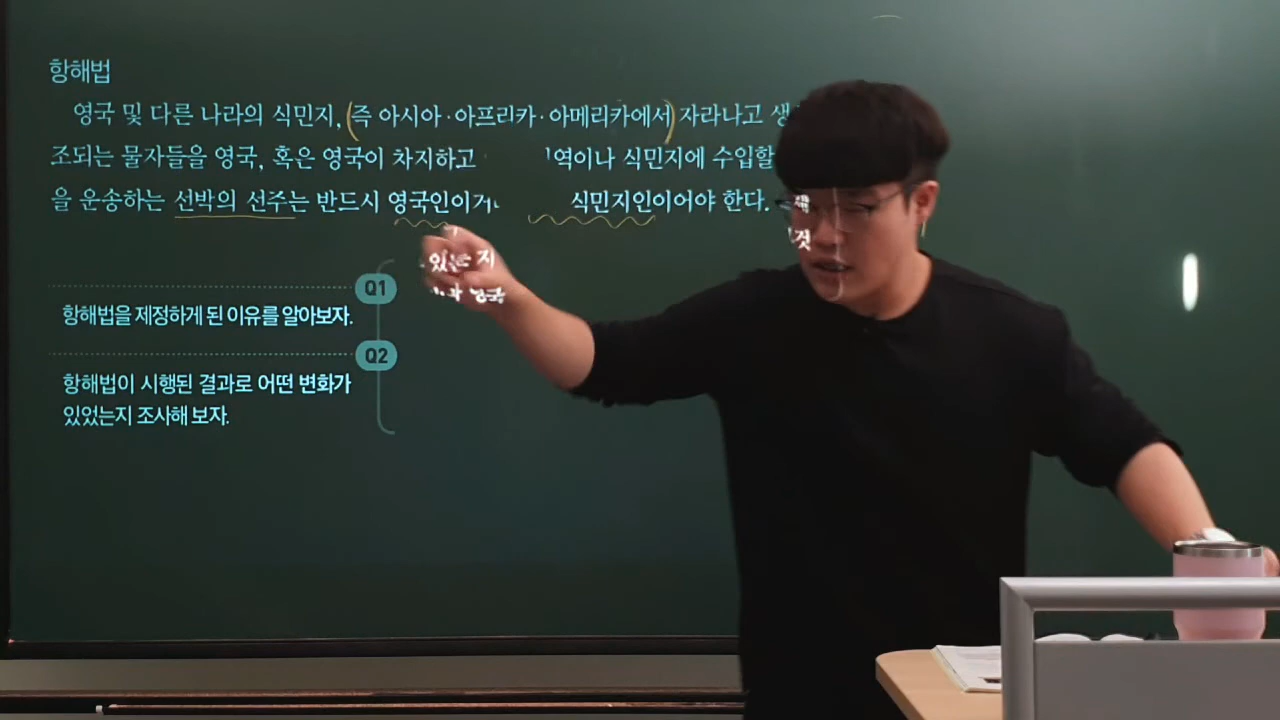 항해법
영국 및 다른 나라의 식민지, (즉 아시아·아프리카·아메리카에서) 자라나고
조되는 물자들을 영국, 혹은 영국이 차지하고 식민지에 수입할
을 운송하는 선박의 선주는 반드시 영국인이거나 식민지인이어야 한다.
것
있는 지
영국
Q1
항해법을 제정하게 된 이유를 알아보자.
Q2
항해법이 시행된 결과로 어떤 변화가
있었는지 조사해 보자.